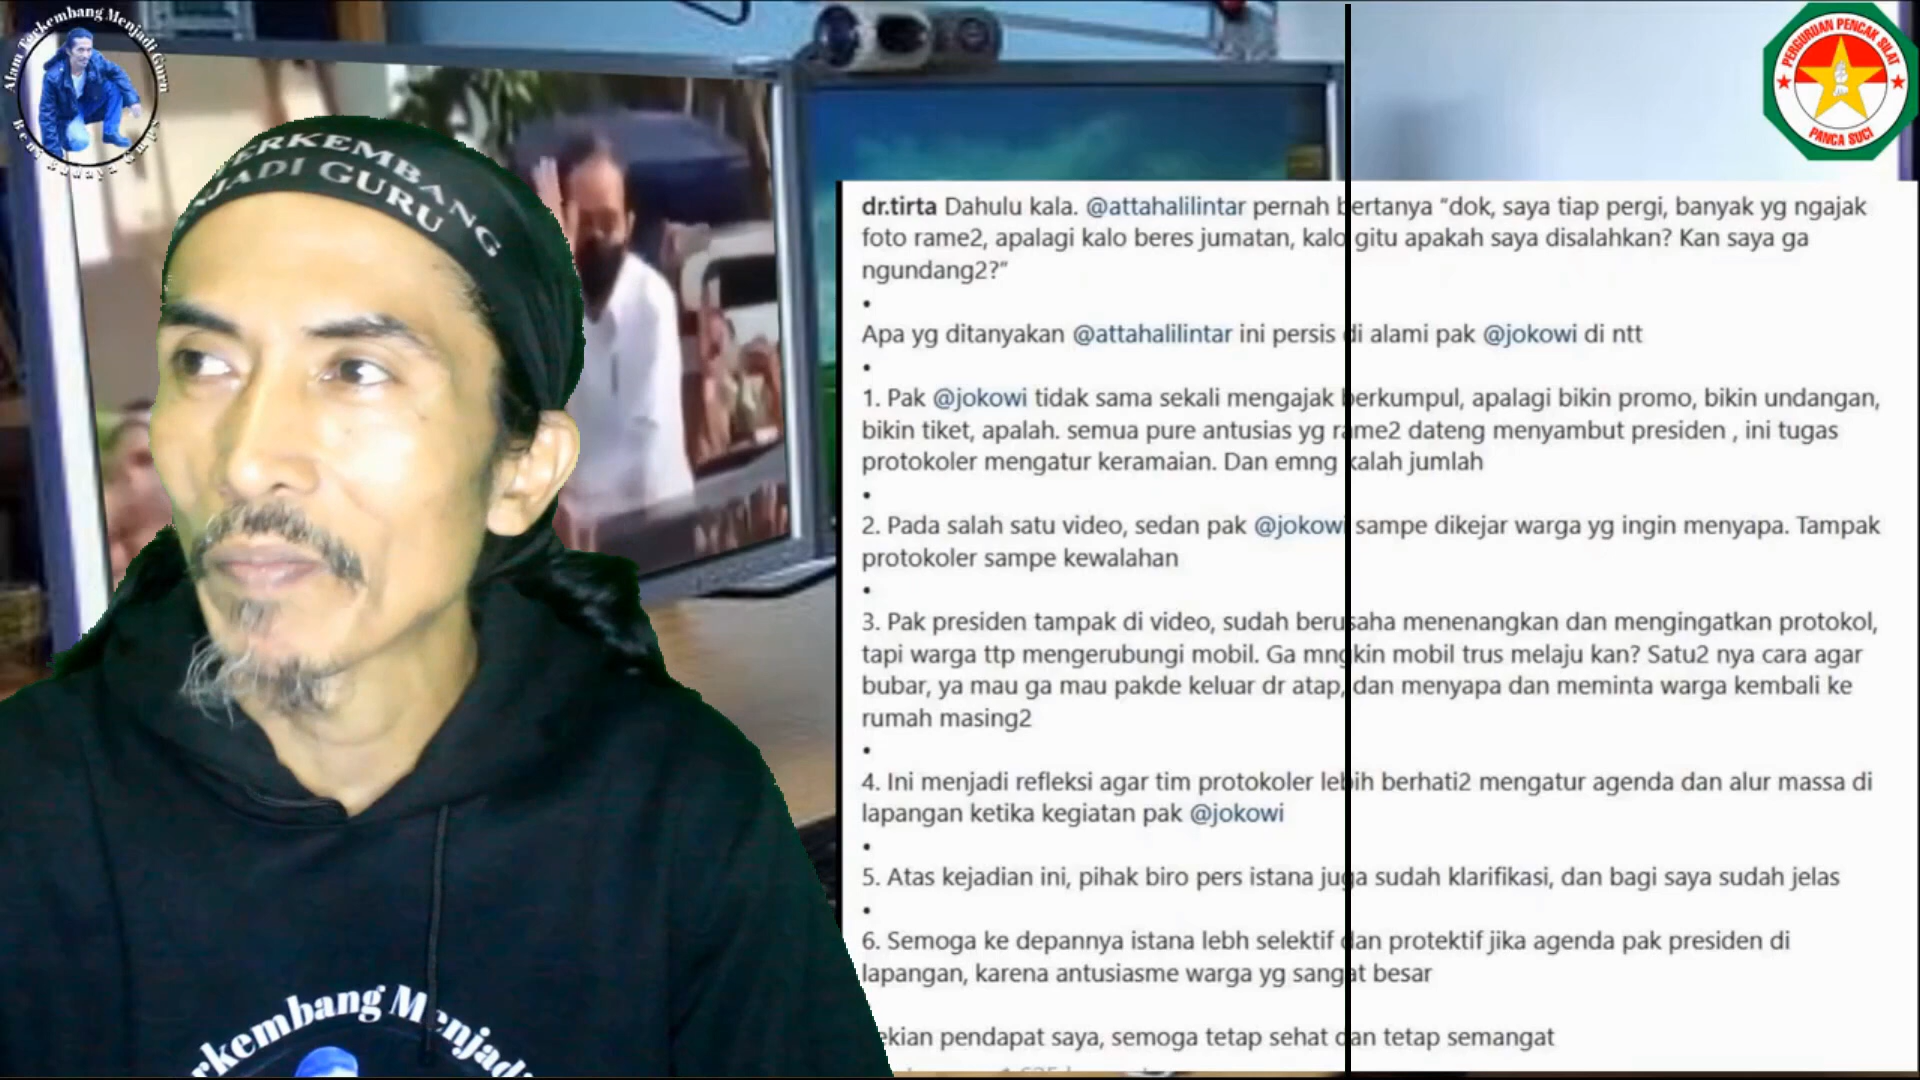 Alam Terkembang Menjadi Guru
PERGURUAN PENCAK SILAT
PANCA SUCI
ERKEMBANG
NJADI GURU
dr.tirta Dahulu kala. @attahalilintar pernah bertanya “dok, saya tiap pergi, banyak yg ngajak
foto rame2, apalagi kalo beres jumatan, kalo gitu apakah saya disalahkan? Kan saya ga
ngundang2?”
•
Apa yg ditanyakan @attahalilintar ini persis di alami pak @jokowi di ntt
•
1. Pak @jokowi tidak sama sekali mengajak berkumpul, apalagi bikin promo, bikin undangan,
bikin tiket, apalah. semua pure antusias yg rame2 dateng menyambut presiden , ini tugas
protokoler mengatur keramaian. Dan emng kalah jumlah
•
2. Pada salah satu video, sedan pak @jokowi sampe dikejar warga yg ingin menyapa. Tampak
protokoler sampe kewalahan
•
3. Pak presiden tampak di video, sudah berusaha menenangkan dan mengingatkan protokol,
tapi warga ttp mengerubungi mobil. Ga mngkin mobil trus melaju kan? Satu2 nya cara agar
bubar, ya mau ga mau pakde keluar dr atap, dan menyapa dan meminta warga kembali ke
rumah masing2
•
4. Ini menjadi refleksi agar tim protokoler lebih berhati2 mengatur agenda dan alur massa di
lapangan ketika kegiatan pak @jokowi
•
5. Atas kejadian ini, pihak biro pers istana juga sudah klarifikasi, dan bagi saya sudah jelas
•
6. Semoga ke depannya istana lebh selektif dan protektif jika agenda pak presiden di
lapangan, karena antusiasme warga yg sangat besar
ekian pendapat saya, semoga tetap sehat dan tetap semangat
rkembang Menjadi